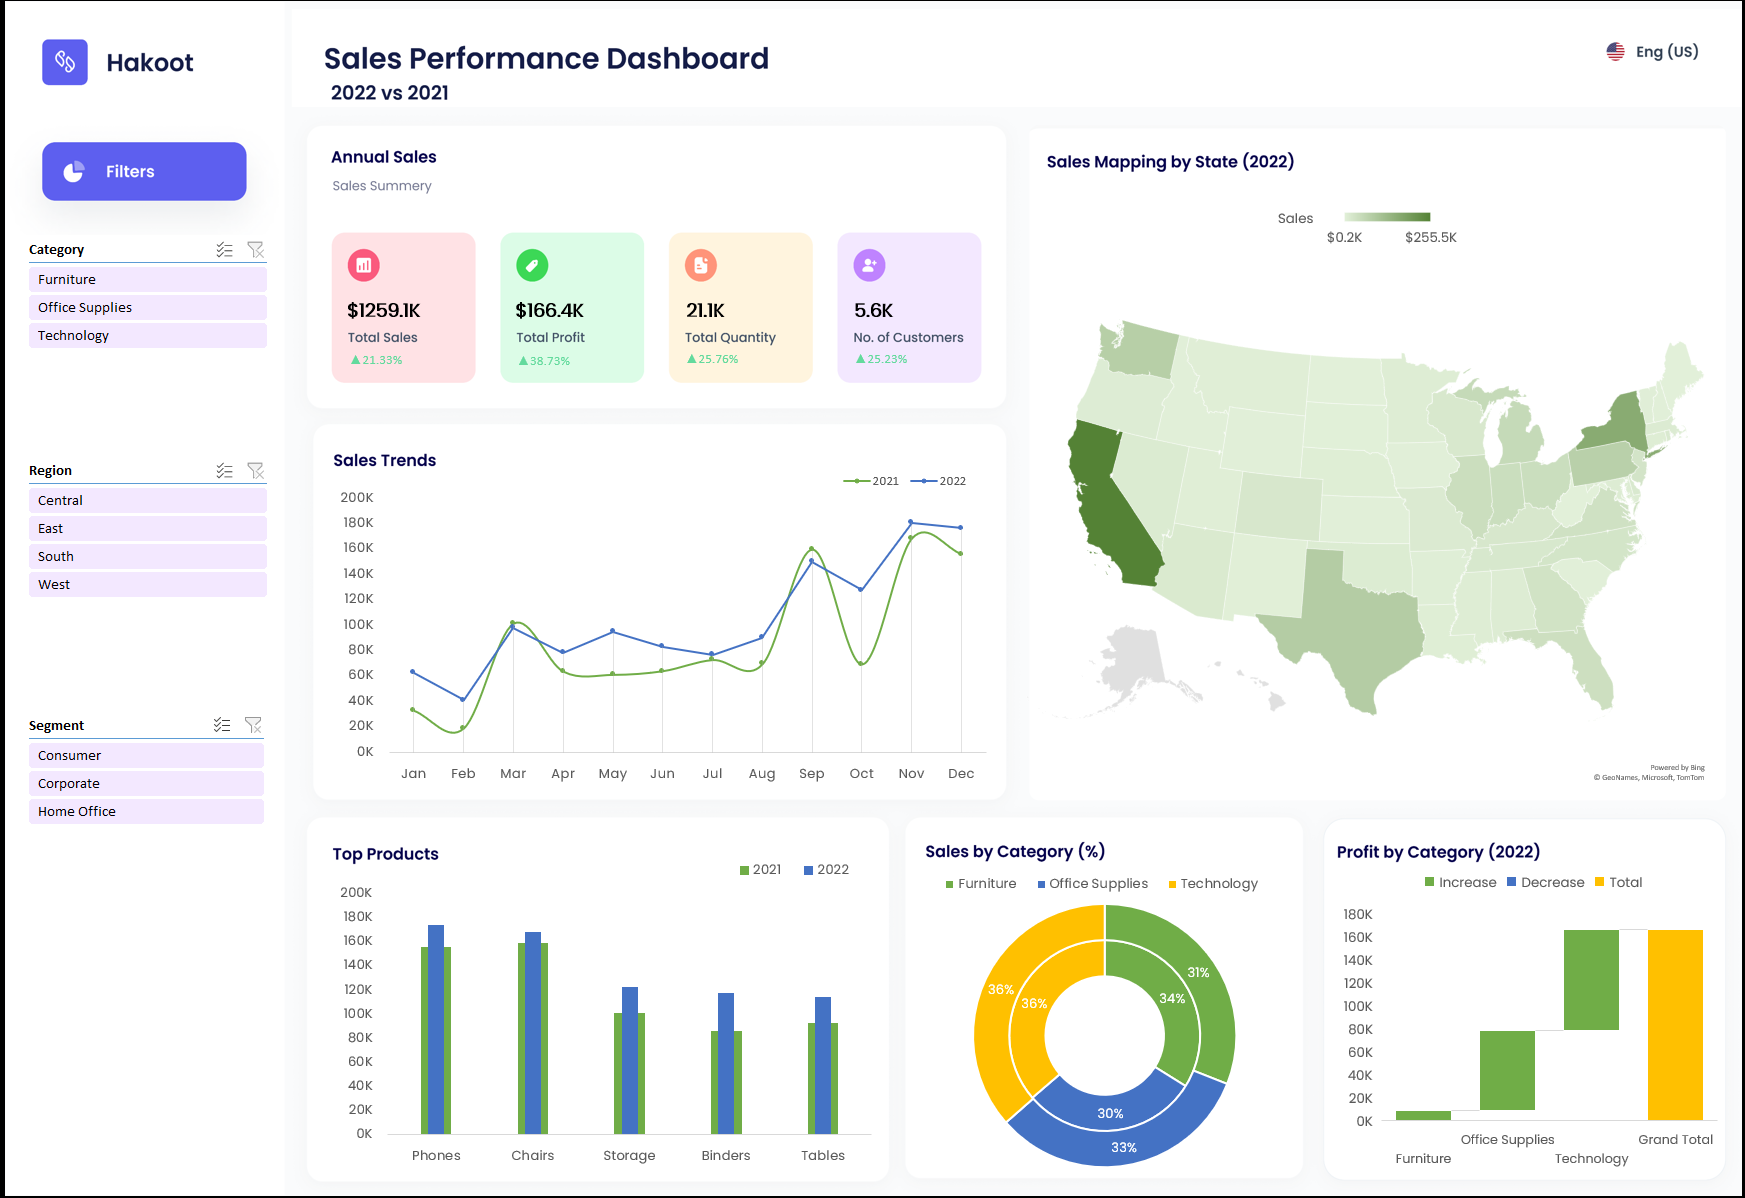 Hakoot
Sales Performance Dashboard
2022 vs 2021
Eng (US)
Filters
Category
Furniture
Office Supplies
Technology
Region
Central
East
South
West
Segment
Consumer
Corporate
Home Office
Annual Sales
Sales Summery
$1259.1K
Total Sales
▲21.33%
$166.4K
Total Profit
▲38.73%
21.1K
Total Quantity
▲25.76%
5.6K
No. of Customers
▲25.23%
Sales Mapping by State (2022)
Sales
$0.2K $255.5K
Powered by Bing
© GeoNames, Microsoft, TomTom
Sales Trends
2021 2022
200K
180K
160K
140K
120K
100K
80K
60K
40K
20K
0K
Jan Feb Mar Apr May Jun Jul Aug Sep Oct Nov Dec
Top Products
2021 2022
200K
180K
160K
140K
120K
100K
80K
60K
40K
20K
0K
Phones Chairs Storage Binders Tables
Sales by Category (%)
Furniture Office Supplies Technology
31%
36%
34%
36%
30%
33%
Profit by Category (2022)
Increase Decrease Total
180K
160K
140K
120K
100K
80K
60K
40K
20K
0K
Office Supplies Grand Total
Furniture Technology